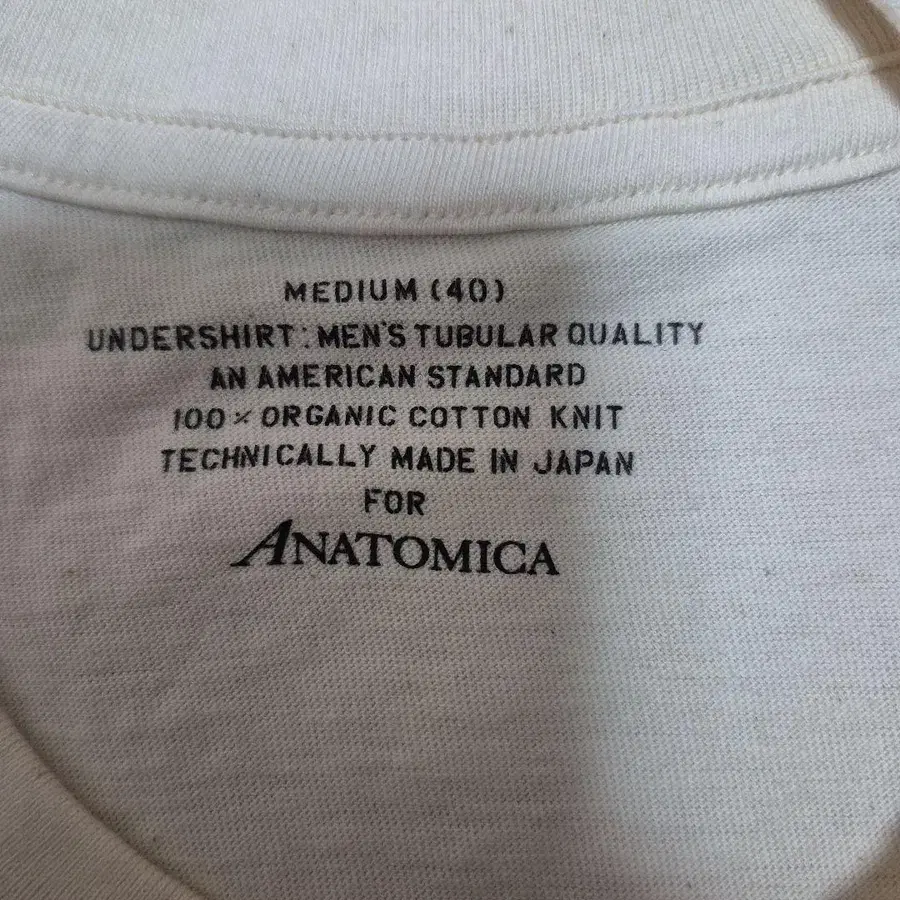 MEDIUM (40)
UNDERSHIRT: MEN'S TUBULAR QUALITY
AN AMERICAN STANDARD
100% ORGANIC COTTON KNIT
TECHNICALLY MADE IN JAPAN
FOR
ANATOMICA